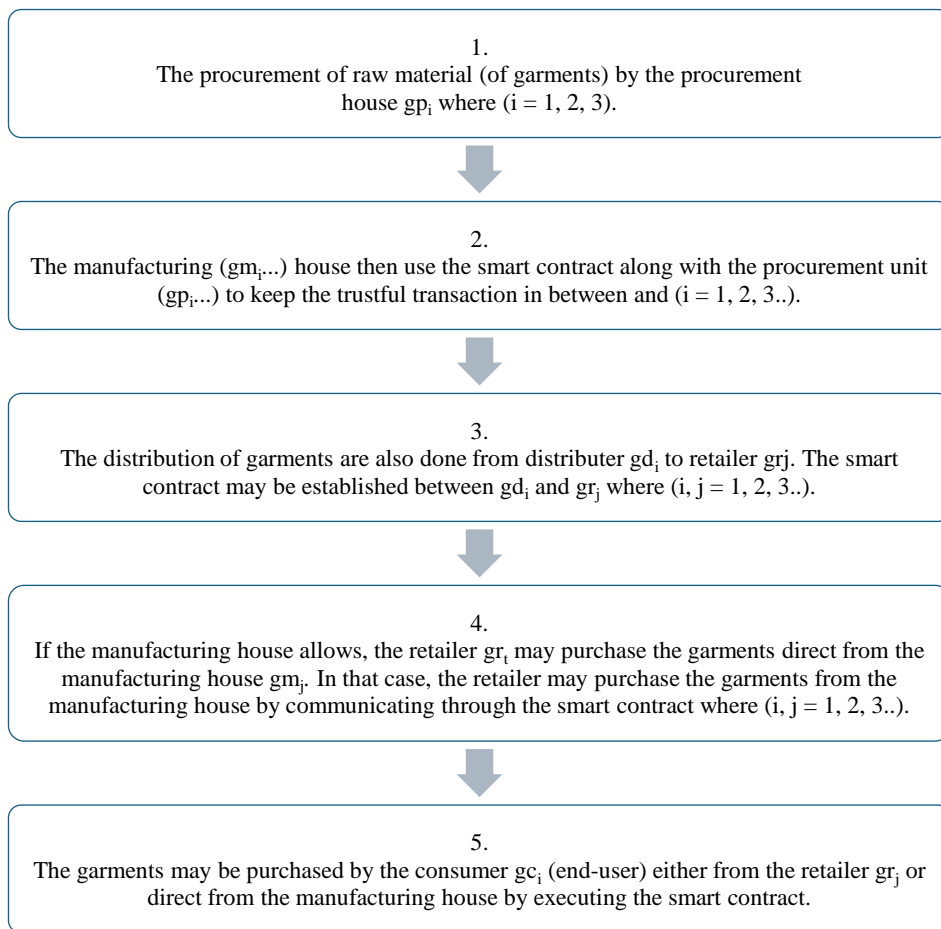 1.
The procurement of raw material (of garments) by the procurement
house gpᵢ where (i = 1, 2, 3).
2.
The manufacturing (gmᵢ...) house then use the smart contract along with the procurement unit
(gpᵢ...) to keep the trustful transaction in between and (i = 1, 2, 3..).
3.
The distribution of garments are also done from distributer gdᵢ to retailer grj. The smart
contract may be established between gdᵢ and grⱼ where (i, j = 1, 2, 3..).
4.
If the manufacturing house allows, the retailer grₜ may purchase the garments direct from the
manufacturing house gmⱼ. In that case, the retailer may purchase the garments from the
manufacturing house by communicating through the smart contract where (i, j = 1, 2, 3..).
5.
The garments may be purchased by the consumer gcᵢ (end-user) either from the retailer grⱼ or
direct from the manufacturing house by executing the smart contract.